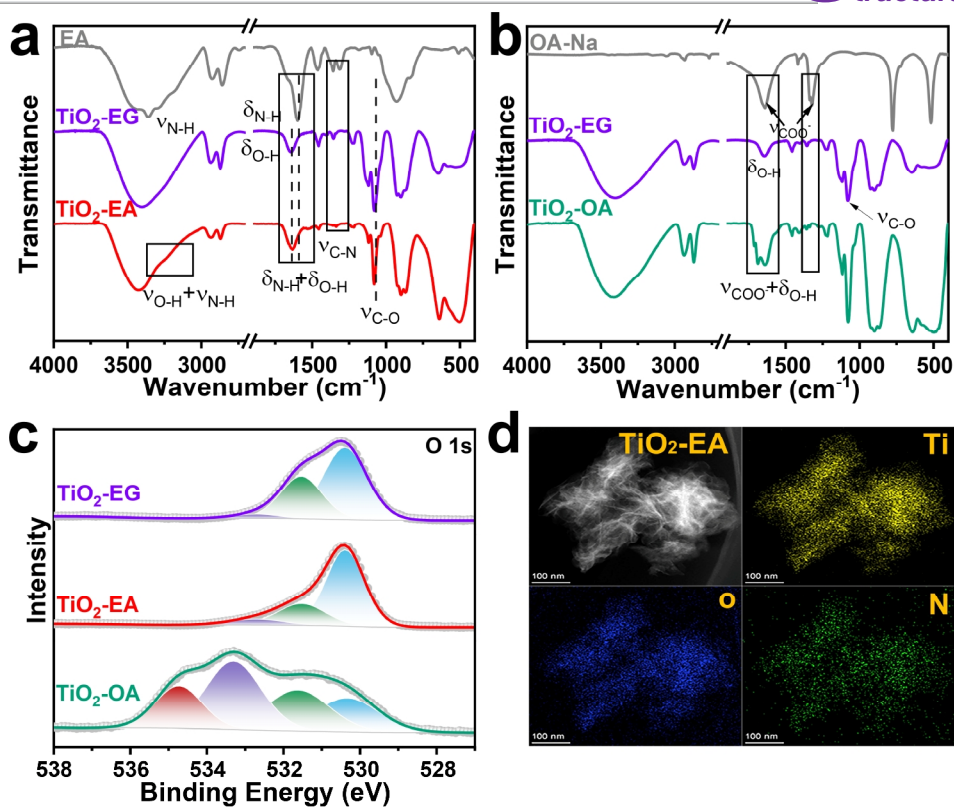 a
EA
TiO₂-EG
TiO₂-EA
νN-H
δN-H
δO-H
νC-N
νO-H+νN-H
δN-H+δO-H
νC-O
Transmittance
4000 3500 3000 1500 1000 500
Wavenumber (cm⁻¹)
b
OA-Na
TiO₂-EG
TiO₂-OA
νCOO⁻
δO-H
νC-O
νCOO+δO-H
Transmittance
4000 3500 3000 1500 1000 500
Wavenumber (cm⁻¹)
c
O 1s
TiO₂-EG
TiO₂-EA
TiO₂-OA
Intensity
538 536 534 532 530 528
Binding Energy (eV)
d
TiO₂-EA
100 nm
Ti
100 nm
O
100 nm
N
100 nm